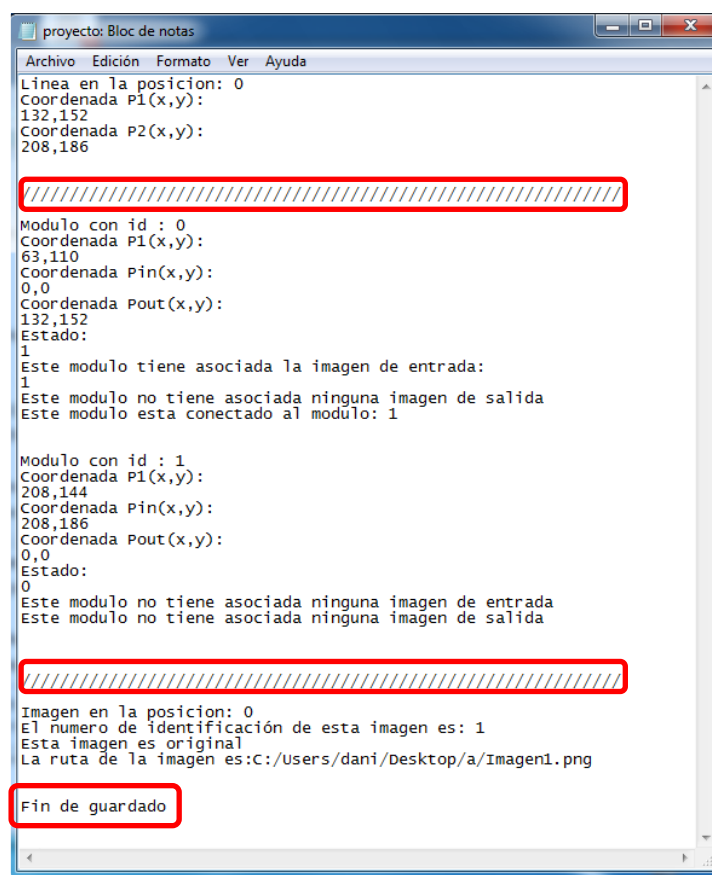 proyecto: Bloc de notas
Archivo Edición Formato Ver Ayuda
Linea en la posicion: 0
Coordenada P1(x,y):
132,152
Coordenada P2(x,y):
208,186
////////////////////////////////////////////////////////////////
Modulo con id : 0
Coordenada P1(x,y):
63,110
Coordenada Pin(x,y):
0,0
Coordenada Pout(x,y):
132,152
Estado:
1
Este modulo tiene asociada la imagen de entrada:
1
Este modulo no tiene asociada ninguna imagen de salida
Este modulo esta conectado al modulo: 1
Modulo con id : 1
Coordenada P1(x,y):
208,144
Coordenada Pin(x,y):
208,186
Coordenada Pout(x,y):
0,0
Estado:
0
Este modulo no tiene asociada ninguna imagen de entrada
Este modulo no tiene asociada ninguna imagen de salida
////////////////////////////////////////////////////////////////
Imagen en la posicion: 0
El numero de identificación de esta imagen es: 1
Esta imagen es original
La ruta de la imagen es:C:/Users/dani/Desktop/a/Imagen1.png
Fin de guardado